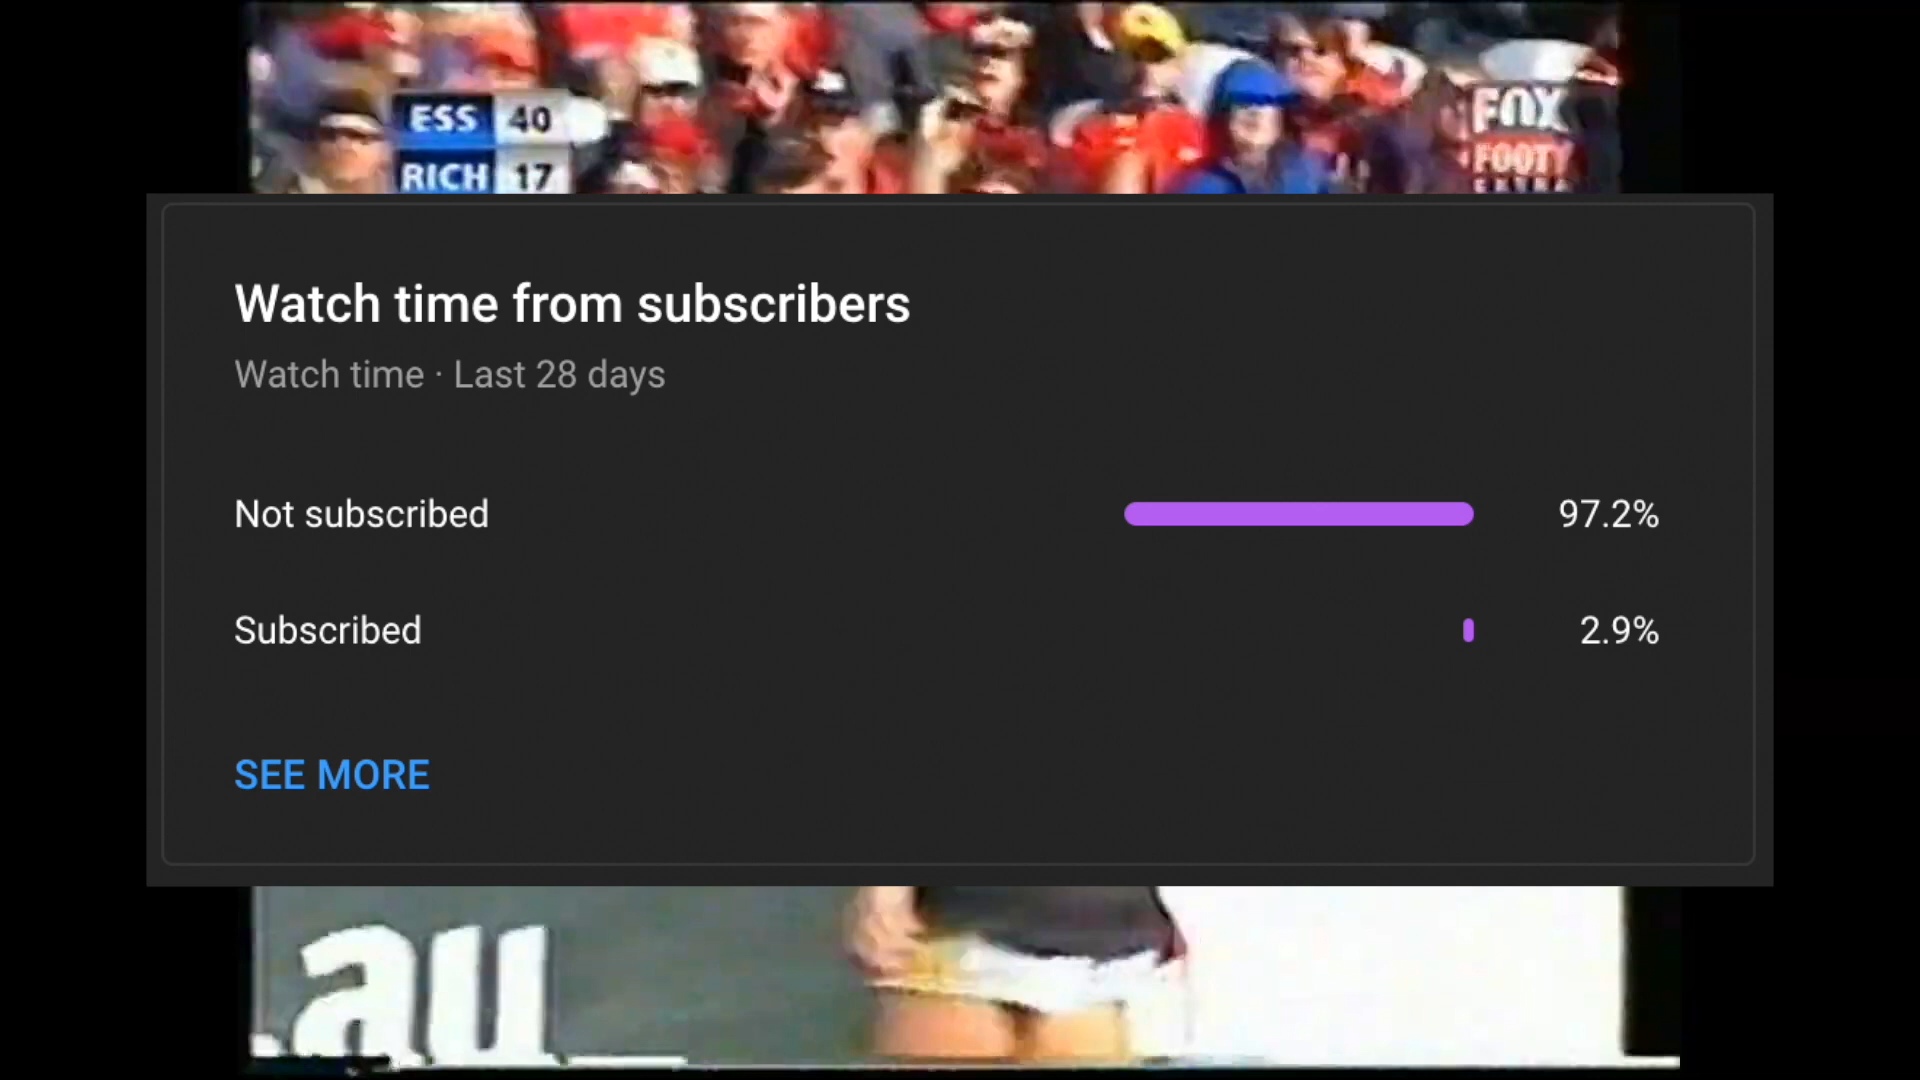 ESS 40
RICH 17
FOX
FOOTY
EXTRA
Watch time from subscribers
Watch time · Last 28 days
Not subscribed 97.2%
Subscribed 2.9%
SEE MORE
.au